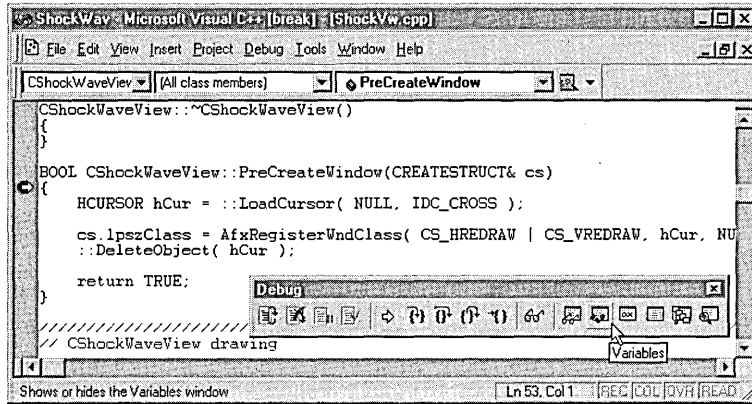 ShockWav - Microsoft Visual C++ [break] - [ShockVw.cpp]
File Edit View Insert Project Debug Tools Window Help
CShockWaveView (All class members) PreCreateWindow
CShockWaveView::~CShockWaveView()
{
}
BOOL CShockWaveView::PreCreateWindow(CREATESTRUCT& cs)
{
HCURSOR hCur = ::LoadCursor( NULL, IDC_CROSS );
cs.lpszClass = AfxRegisterWndClass( CS_HREDRAW | CS_VREDRAW, hCur, NU
::DeleteObject( hCur );
return TRUE;
}
Debug
//////////////////
// CShockWaveView drawing
Variables
Shows or hides the Variables window
Ln 53, Col 1 REC COL OVR READ